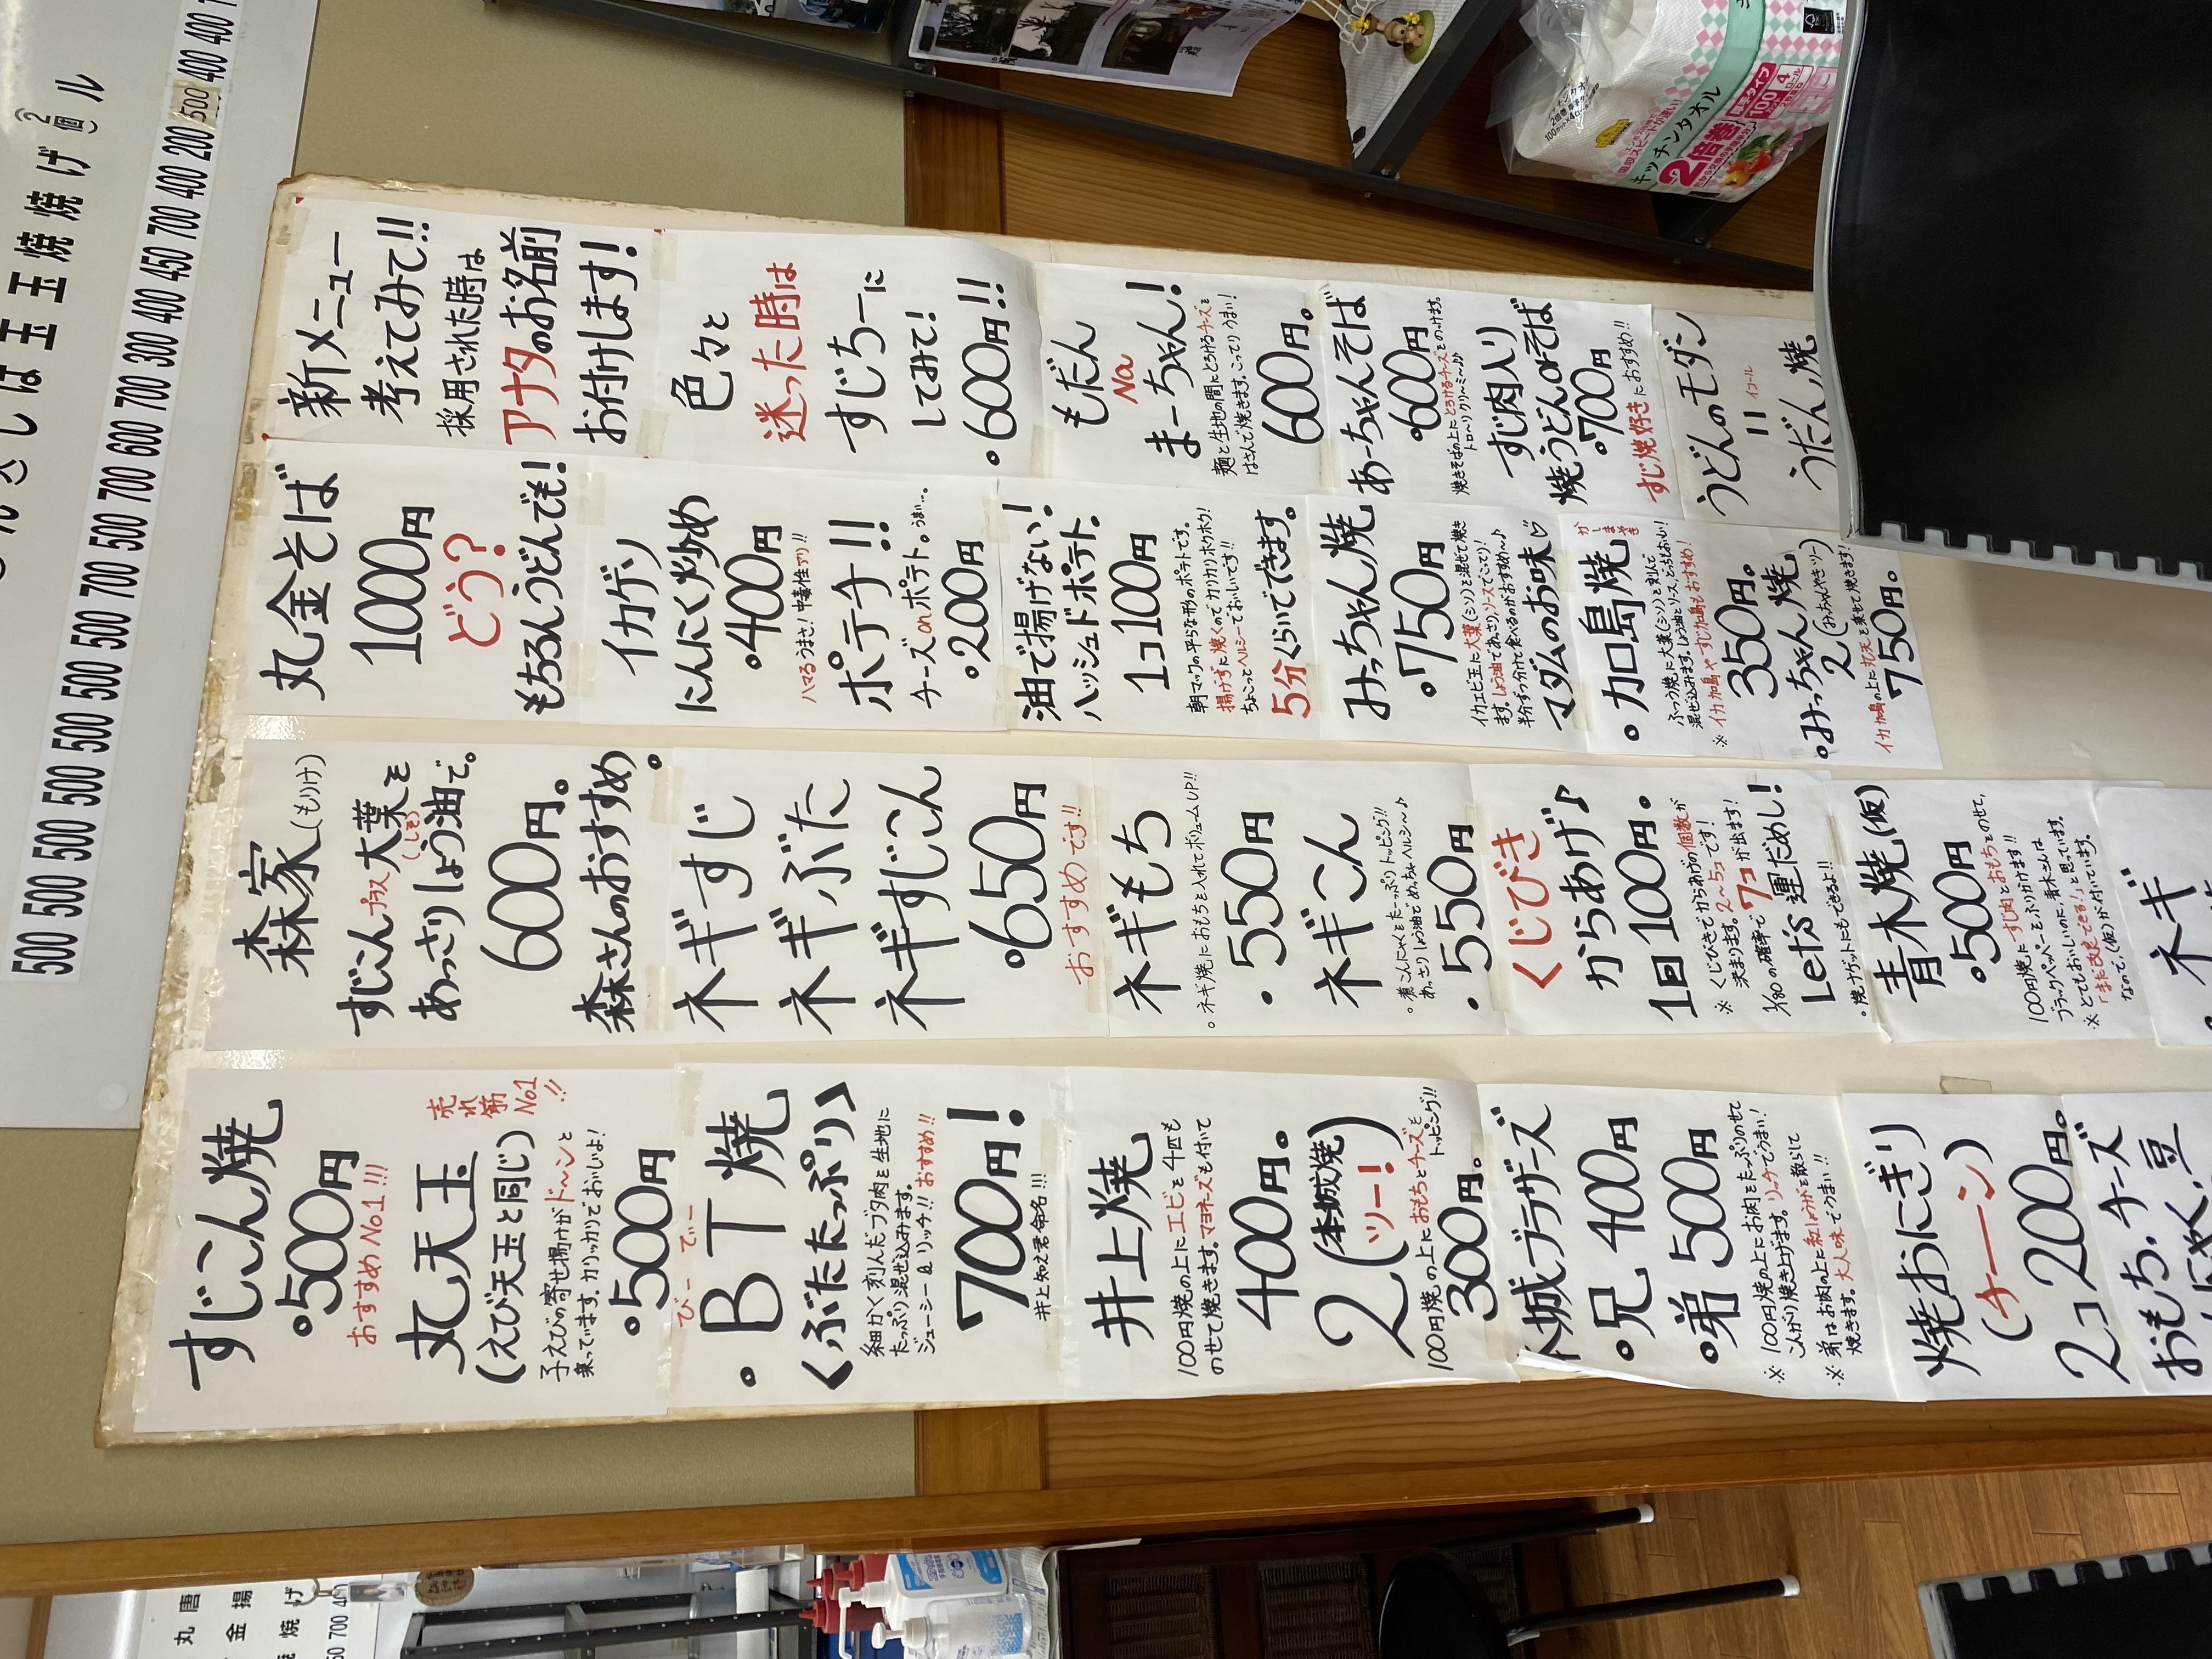 んさしは玉玉焼焼げ(2個)ル
500 500 500 500 500 500 500 700 500 700 600 700 300 400 450 700 400 200 500 400 400
丸唐
金揚
焼げ
700
すじこん焼
500円
おすすめNo1!!!
丸天玉
(えび天玉と同じ)
売れ筋No1!!
子えびの寄せ揚げがド〜ンと
乗っています。カリッカリでおいしよ!
500円
びー でー
BT焼
くぶたたっぷり>
細かく刻んだブタ肉を生地に
たっぷり混ぜ込みます。
ジューシー&リッチ!! おすすめ!!
700円!
井上知え君命名!!!
井上焼
100円焼の上にエビを4匹も
のせて焼きます。マヨネーズも付いて
400円。
2(本城焼ツー!)
100円焼の上におもちとチーズを
トッピング!!
300円。
本城ブラザーズ
兄 400円
弟 500円
※100円焼の上にお肉をたっぷりのせて
こんがり焼き上げます。リッチでうまい!
※弟はお肉の上に紅しょうがを散らして
焼きます。大人味でうまい!!
焼おにぎり
(チーン)
2コ200円。
おもち。チーズ
豆
森家(もりけ)
すじこんプラス大葉を
(しそ)
あっさりしょう油で。
600円。
森さんのおすすめ。
ネギすじ
ネギぶた
ネギすじこん
650円
おすすめです!!
ネギもち
ネギ焼におもちを入れてボリュームUP!!
550円
ネギこん
煮こんにゃくをたーっぷりトッピング!!
あっさりしょう油でめっちゃヘルシ〜♪
550円
くじびき
からあげ♪
1回100円。
※くじびきでからあげの個数が
決まります。2〜5コです!
1/80の確率で7コが出ます!
Let's運だめし!
・焼ナゲットにもできるよ!!
青木焼(仮)
500円
100円焼にすじ肉とおもちをのせて、
ブラックペッパーをふりかけます!!
※とてもおいしいのに、青木さんは
「まだ改良できる!」と思っています。
なので、(仮)が付いています。
ネギ
丸金そば
1000円
どう?
もちろんうどんでも!
イカゲソ
にんにく炒め
400円
ハマるうまさ!中毒性アリ!!
ポテチ!!
チーズonポテト。うまい…。
200円
油で揚げない!
ハッシュドポテト。
1コ100円
朝マックの平らな形のポテトです。
揚げずに焼くのでカリカリホクホク!
ちょこっとヘルシーでおいしいです!!
5分くらいでできます。
みっちゃん焼
750円
イカエビ玉に大葉(シソ)を混ぜて焼き
ます。しょう油であっさり、ソースでこってり!
半分ずつ分けて食べるのがおすすめ〜♪
マダムのお味♡
加島焼
かしまやき
ふつう焼に大葉(シソ)を刻んで
混ぜ込みます。しょう油とソース、どっちもおいしい!
※イカ加島やすじ加島もおすすめ!
350円。
みっちゃん焼
2(みっちゃんやきツー)
イカ加島の上に丸天を乗せて焼きます!
750円。
新メニュー
考えてみて!!
採用された時は
アナタのお名前
お付けします!
色々と
迷った時は
すじちーに
してみて!
600円!!
もだん
Na
まーちゃん!
麺と生地の間にとろけるチーズを
はさんで焼きます。こってりうまい!
600円。
あーちゃんそば
600円
焼きそばの上にとろけるチーズをのっけます。
トロ〜リクリ〜ミ〜♪♪
すじ肉入り
焼うどんorそば
700円
すじ焼好きにおすすめ!!
うどんのモダン
=イコール
うだん焼
キッチンタオル
2倍巻
100
4ロール